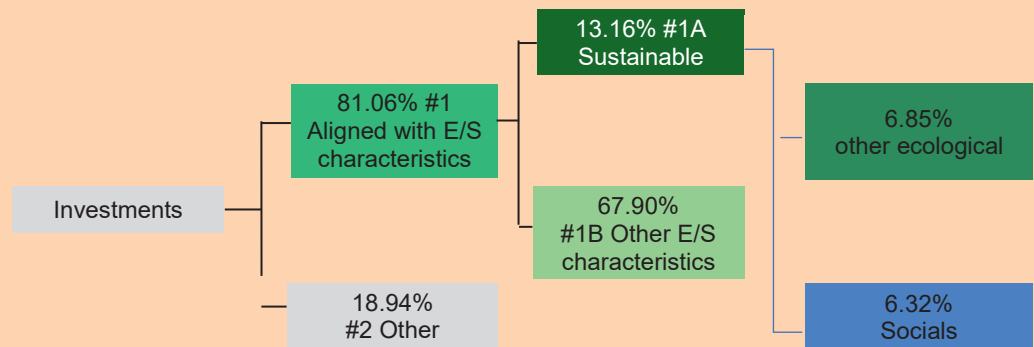 13.16% #1A
Sustainable
81.06% #1
Aligned with E/S
characteristics
6.85%
other ecological
Investments
67.90%
#1B Other E/S
characteristics
18.94%
#2 Other
6.32%
Socials